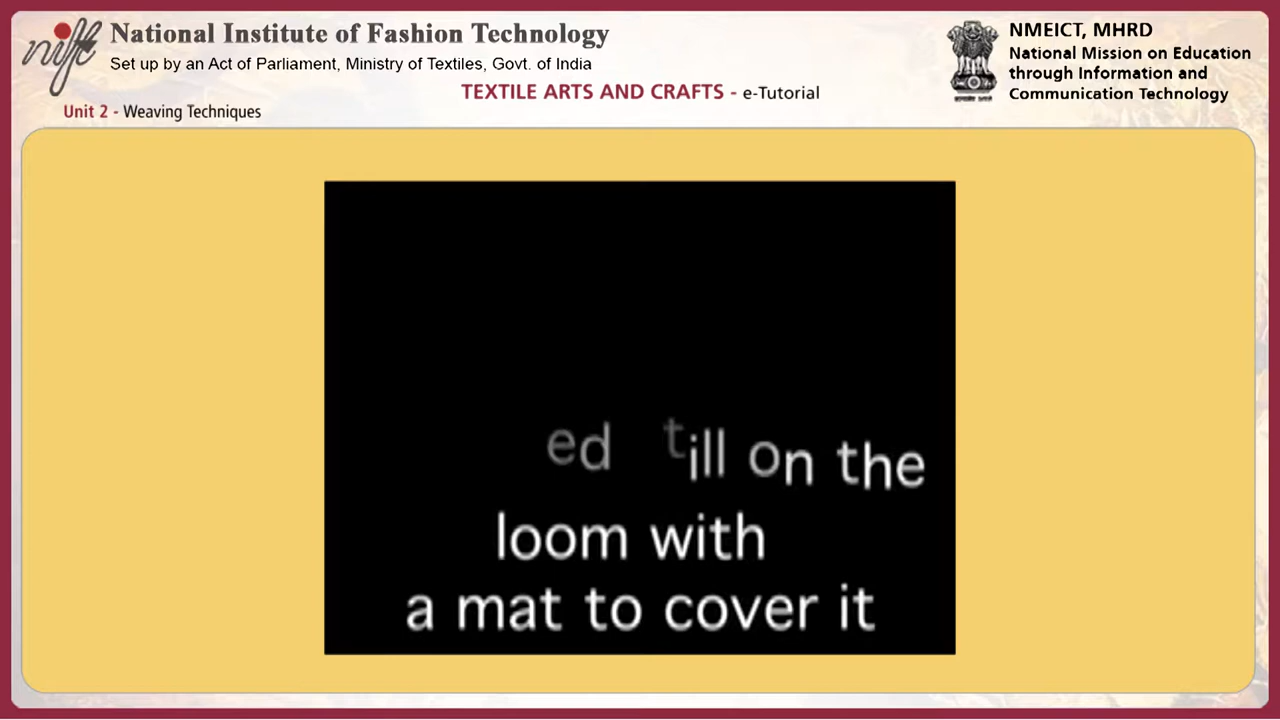 nift
National Institute of Fashion Technology
Set up by an Act of Parliament, Ministry of Textiles, Govt. of India
NMEICT, MHRD
National Mission on Education
through Information and
Communication Technology
TEXTILE ARTS AND CRAFTS - e-Tutorial
Unit 2 - Weaving Techniques
ed till on the
loom with
a mat to cover it